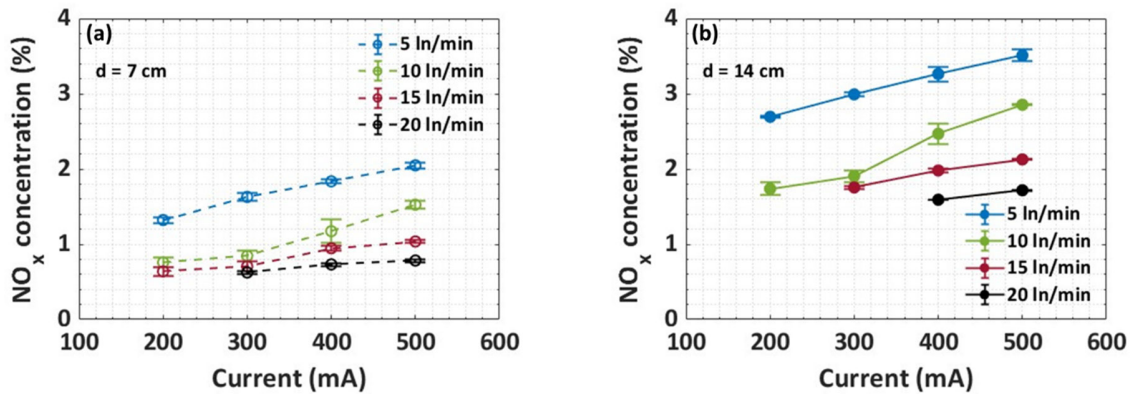 (a)
d = 7 cm
5 ln/min
10 ln/min
15 ln/min
20 ln/min
NOx concentration (%)
4
3
2
1
0
100 200 300 400 500 600
Current (mA)
(b)
d = 14 cm
5 ln/min
10 ln/min
15 ln/min
20 ln/min
NOx concentration (%)
4
3
2
1
0
100 200 300 400 500 600
Current (mA)